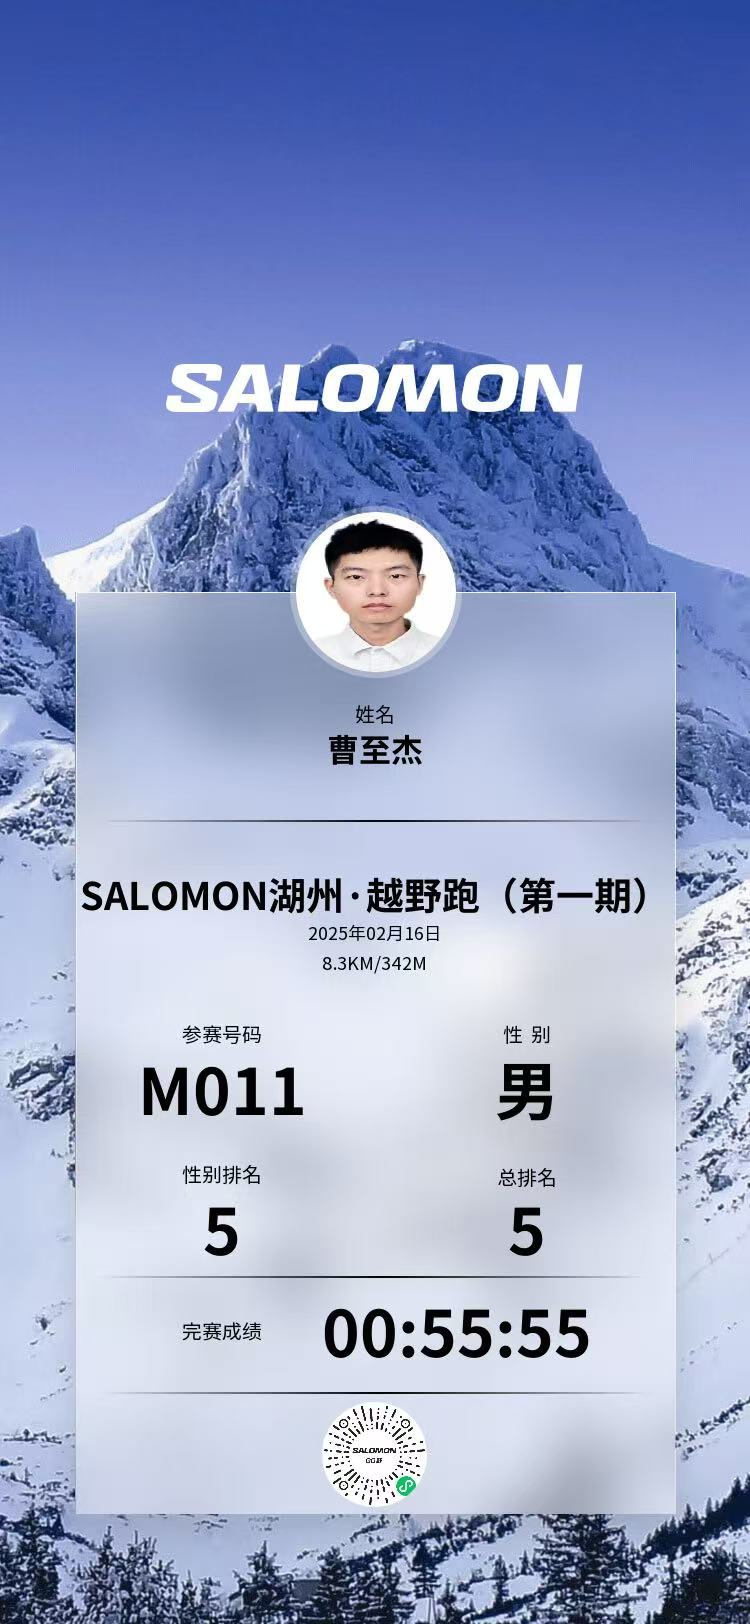 SALOMON
姓名
曹至杰
SALOMON湖州·越野跑（第一期）
2025年02月16日
8.3KM/342M
参赛号码
性 别
M011
男
性别排名
总排名
5
5
完赛成绩
00:55:55
SALOMON